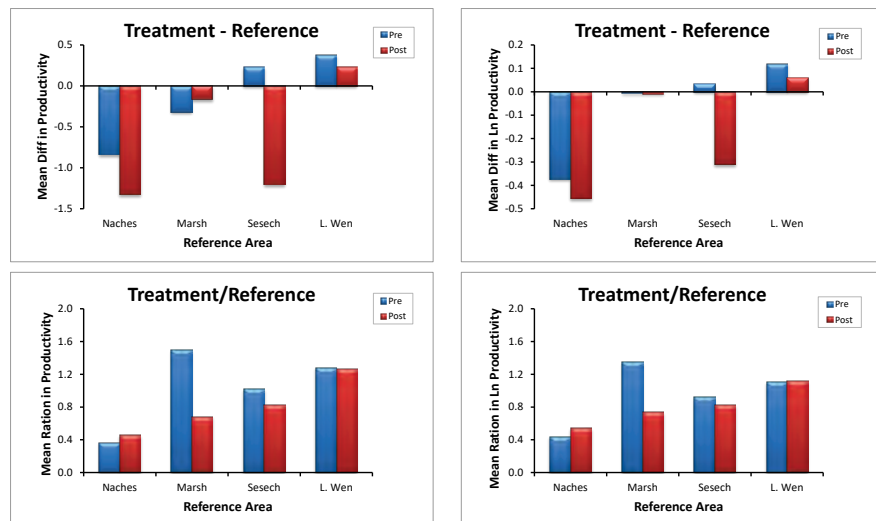 Treatment - Reference
Pre
Post
Mean Diff in Productivity
0.5
0.0
-0.5
-1.0
-1.5
Naches Marsh Sesech L. Wen
Reference Area
Treatment - Reference
Pre
Post
Mean Diff in Ln Productivity
0.2
0.1
0.0
-0.1
-0.2
-0.3
-0.4
-0.5
Naches Marsh Sesech L. Wen
Reference Area
Treatment/Reference
Pre
Post
Mean Ration in Productivity
2.0
1.6
1.2
0.8
0.4
0.0
Naches Marsh Sesech L. Wen
Reference Area
Treatment/Reference
Pre
Post
Mean Ration in Ln Productivity
2.0
1.6
1.2
0.8
0.4
0.0
Naches Marsh Sesech L. Wen
Reference Area